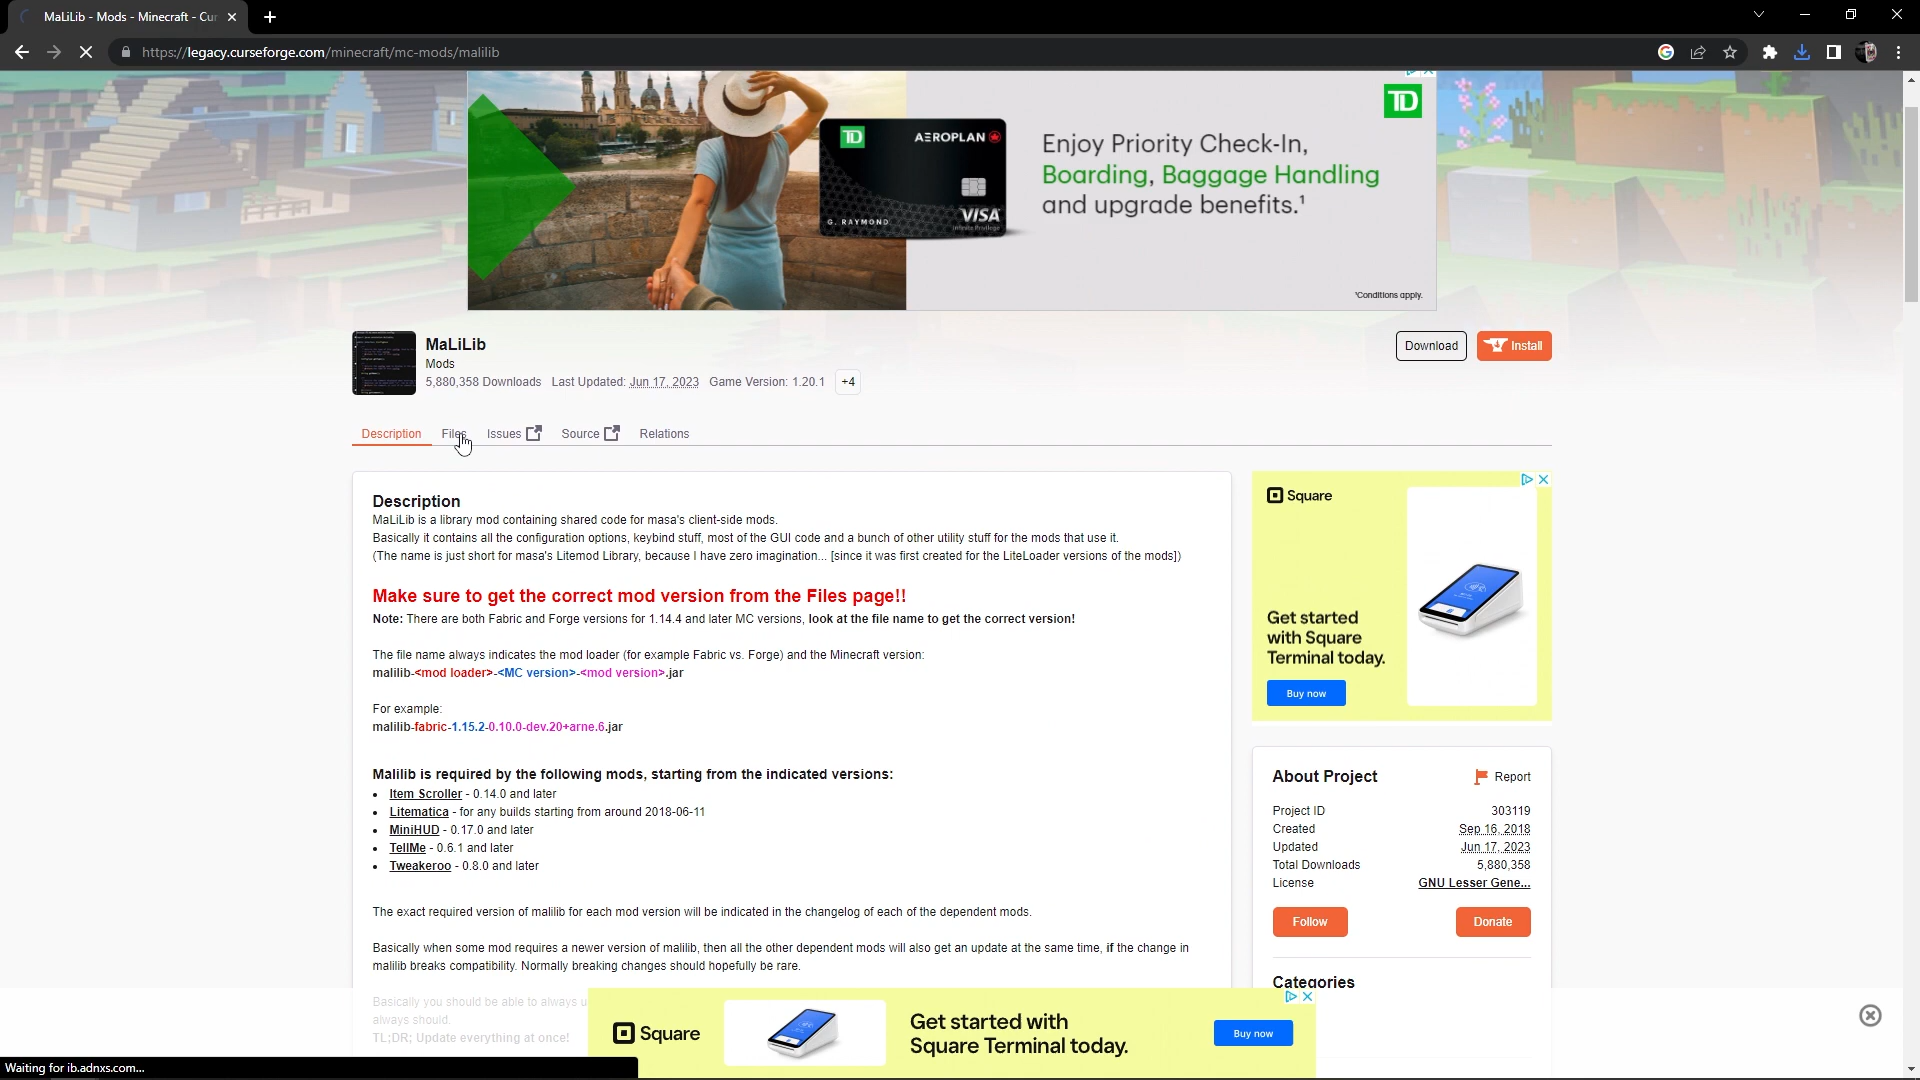 MaLiLib - Mods - Minecraft - Cur
https://legacy.curseforge.com/minecraft/mc-mods/malilib
TD
AEROPLAN
G. RAYMOND
VISA
Infinite Privilege
Enjoy Priority Check-In,
Boarding, Baggage Handling
and upgrade benefits.¹
TD
¹Conditions apply.
MaLiLib
Mods
5,880,358 Downloads Last Updated: Jun 17, 2023 Game Version: 1.20.1 +4
Download
Install
Description Files Issues Source Relations
Description
MaLiLib is a library mod containing shared code for masa's client-side mods.
Basically it contains all the configuration options, keybind stuff, most of the GUI code and a bunch of other utility stuff for the mods that use it.
(The name is just short for masa's Litemod Library, because I have zero imagination... [since it was first created for the LiteLoader versions of the mods])
Make sure to get the correct mod version from the Files page!!
Note: There are both Fabric and Forge versions for 1.14.4 and later MC versions, look at the file name to get the correct version!
The file name always indicates the mod loader (for example Fabric vs. Forge) and the Minecraft version:
malilib-<mod loader>-<MC version>-<mod version>.jar
For example:
malilib-fabric-1.15.2-0.10.0-dev.20+arne.6.jar
Malilib is required by the following mods, starting from the indicated versions:
• Item Scroller - 0.14.0 and later
• Litematica - for any builds starting from around 2018-06-11
• MiniHUD - 0.17.0 and later
• TellMe - 0.6.1 and later
• Tweakeroo - 0.8.0 and later
The exact required version of malilib for each mod version will be indicated in the changelog of each of the dependent mods.
Basically when some mod requires a newer version of malilib, then all the other dependent mods will also get an update at the same time, if the change in
malilib breaks compatibility. Normally breaking changes should hopefully be rare.
Basically you should be able to always u
always should.
TL;DR; Update everything at once!
Square
Get started
with Square
Terminal today.
Buy now
About Project
Report
Project ID 303119
Created Sep 16, 2018
Updated Jun 17, 2023
Total Downloads 5,880,358
License GNU Lesser Gene...
Follow
Donate
Categories
Square
Get started with
Square Terminal today.
Buy now
Waiting for ib.adnxs.com...